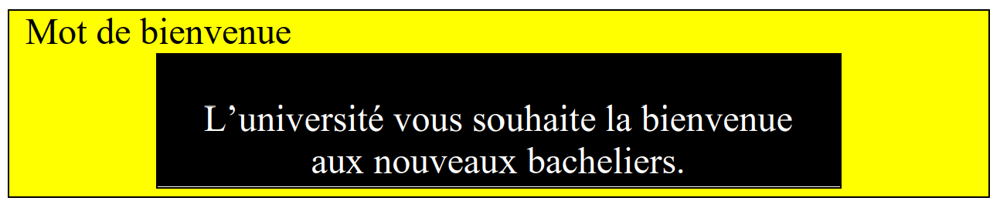 Mot de bienvenue
L’université vous souhaite la bienvenue
aux nouveaux bacheliers.